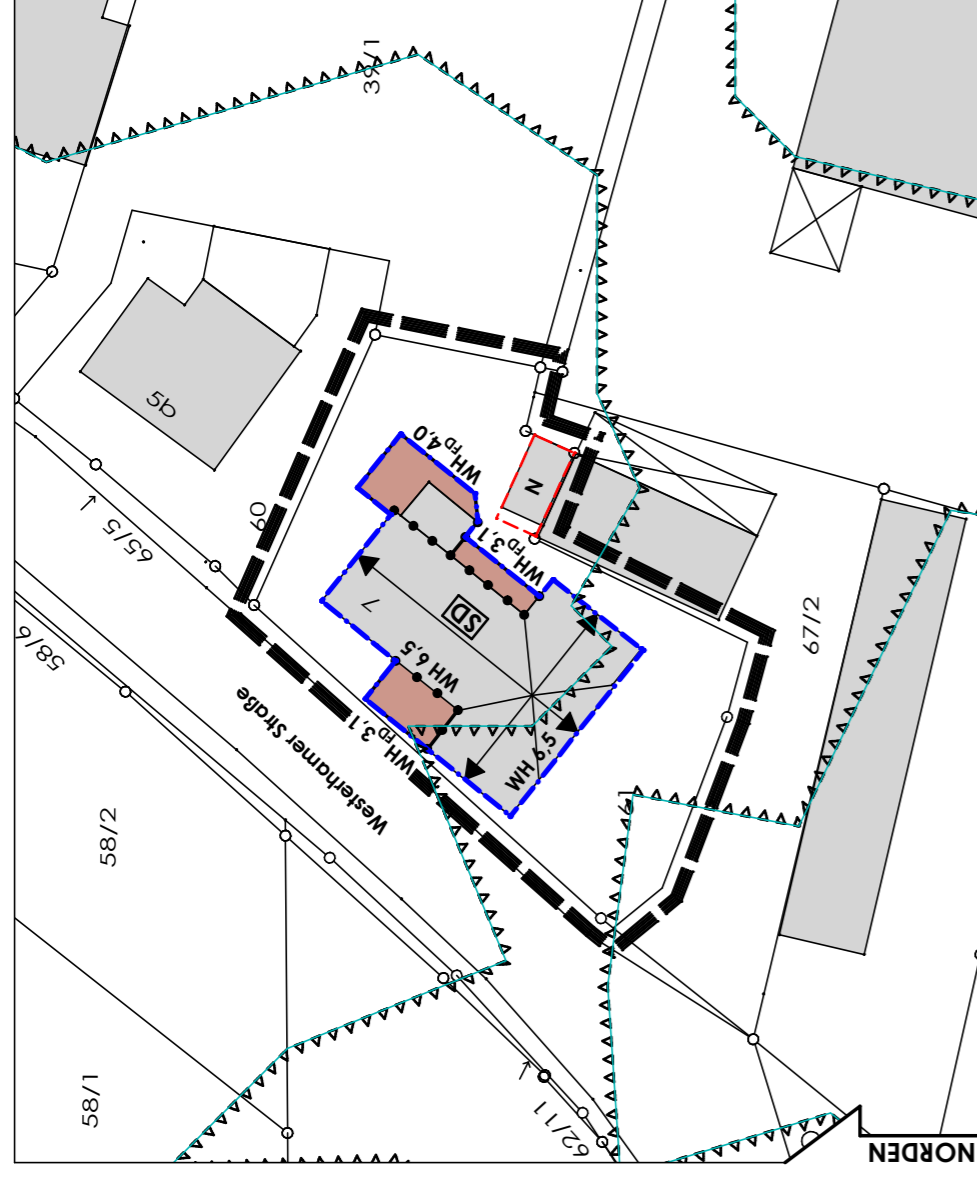 39/1
5b
60
65/5
58/6
WH FD 4,0
N
WH FD 3,1
7
SD
WH 6,5
WH FD 3,1
Westerhamer Straße
WH 6,5
67/2
61
58/2
58/1
62/11
NORDEN